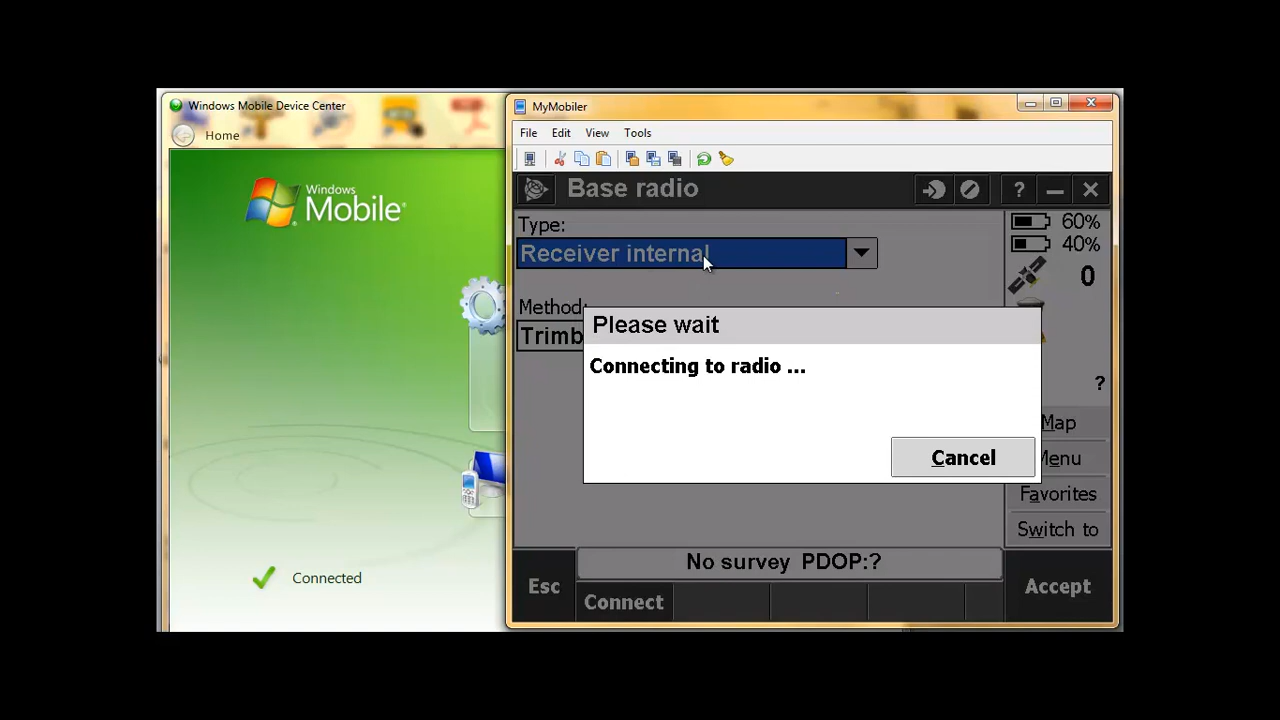 Windows Mobile Device Center
Home
Windows
Mobile
Connected
MyMobiler
File Edit View Tools
Base radio
?
Type:
60%
Receiver internal
40%
0
Method:
Trimb
Please wait
Connecting to radio ...
?
Cancel
Map
Menu
Favorites
Switch to
No survey PDOP:?
Esc
Connect
Accept